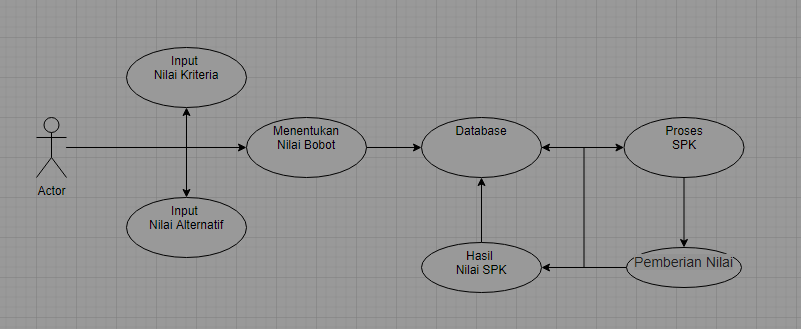 Input
Nilai Kriteria
Actor
Input
Nilai Alternatif
Menentukan
Nilai Bobot
Database
Proses
SPK
Hasil
Nilai SPK
Pemberian Nilai